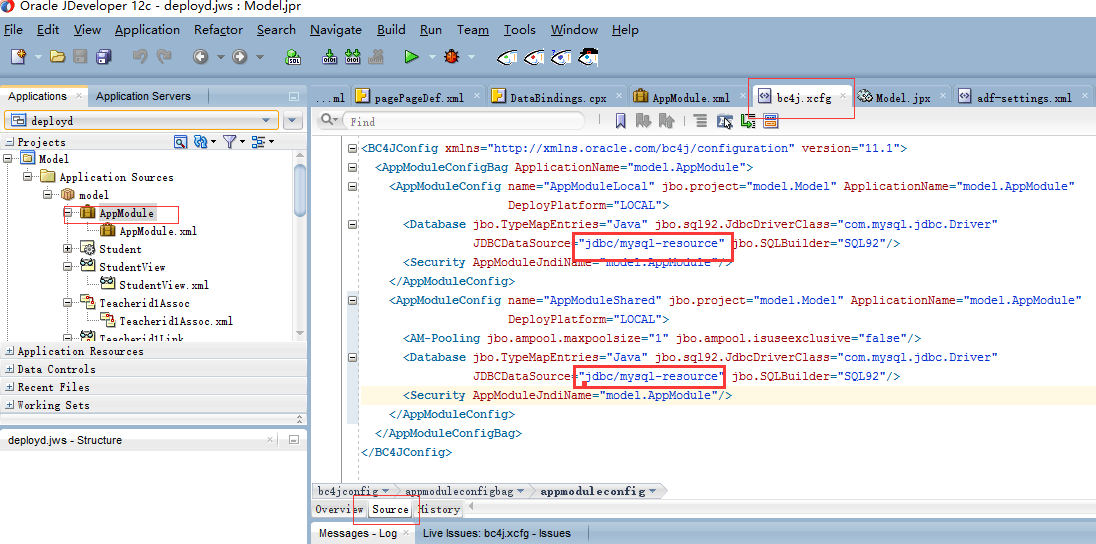 Oracle JDeveloper 12c - deployd.jws : Model.jpr
File Edit View Application Refactor Search Navigate Build Run Team Tools Window Help
Applications × Application Servers
deployd
Projects
Model
Application Sources
model
AppModule
AppModule.xml
Student
StudentView
StudentView.xml
Teacherid1Assoc
Teacherid1Assoc.xml
Teacherid1Link
Application Resources
Data Controls
Recent Files
Working Sets
deployd.jws - Structure ×
...ml pagePageDef.xml × DataBindings.cpx × AppModule.xml × bc4j.xcfg × Model.jpx × adf-settings.xml ×
Find
<BC4JConfig xmlns="http://xmlns.oracle.com/bc4j/configuration" version="11.1">
<AppModuleConfigBag ApplicationName="model.AppModule">
<AppModuleConfig name="AppModuleLocal" jbo.project="model.Model" ApplicationName="model.AppModule"
DeployPlatform="LOCAL">
<Database jbo.TypeMapEntries="Java" jbo.sql92.JdbcDriverClass="com.mysql.jdbc.Driver"
JDBCDataSource="jdbc/mysql-resource" jbo.SQLBuilder="SQL92"/>
<Security AppModuleJndiName="model.AppModule"/>
</AppModuleConfig>
<AppModuleConfig name="AppModuleShared" jbo.project="model.Model" ApplicationName="model.AppModule"
DeployPlatform="LOCAL">
<AM-Pooling jbo.ampool.maxpoolsize="1" jbo.ampool.isuseexclusive="false"/>
<Database jbo.TypeMapEntries="Java" jbo.sql92.JdbcDriverClass="com.mysql.jdbc.Driver"
JDBCDataSource="jdbc/mysql-resource" jbo.SQLBuilder="SQL92"/>
<Security AppModuleJndiName="model.AppModule"/>
</AppModuleConfig>
</AppModuleConfigBag>
</BC4JConfig>
bc4jconfig appmoduleconfigbag appmoduleconfig
Overview Source History
Messages - Log × Live Issues: bc4j.xcfg - Issues